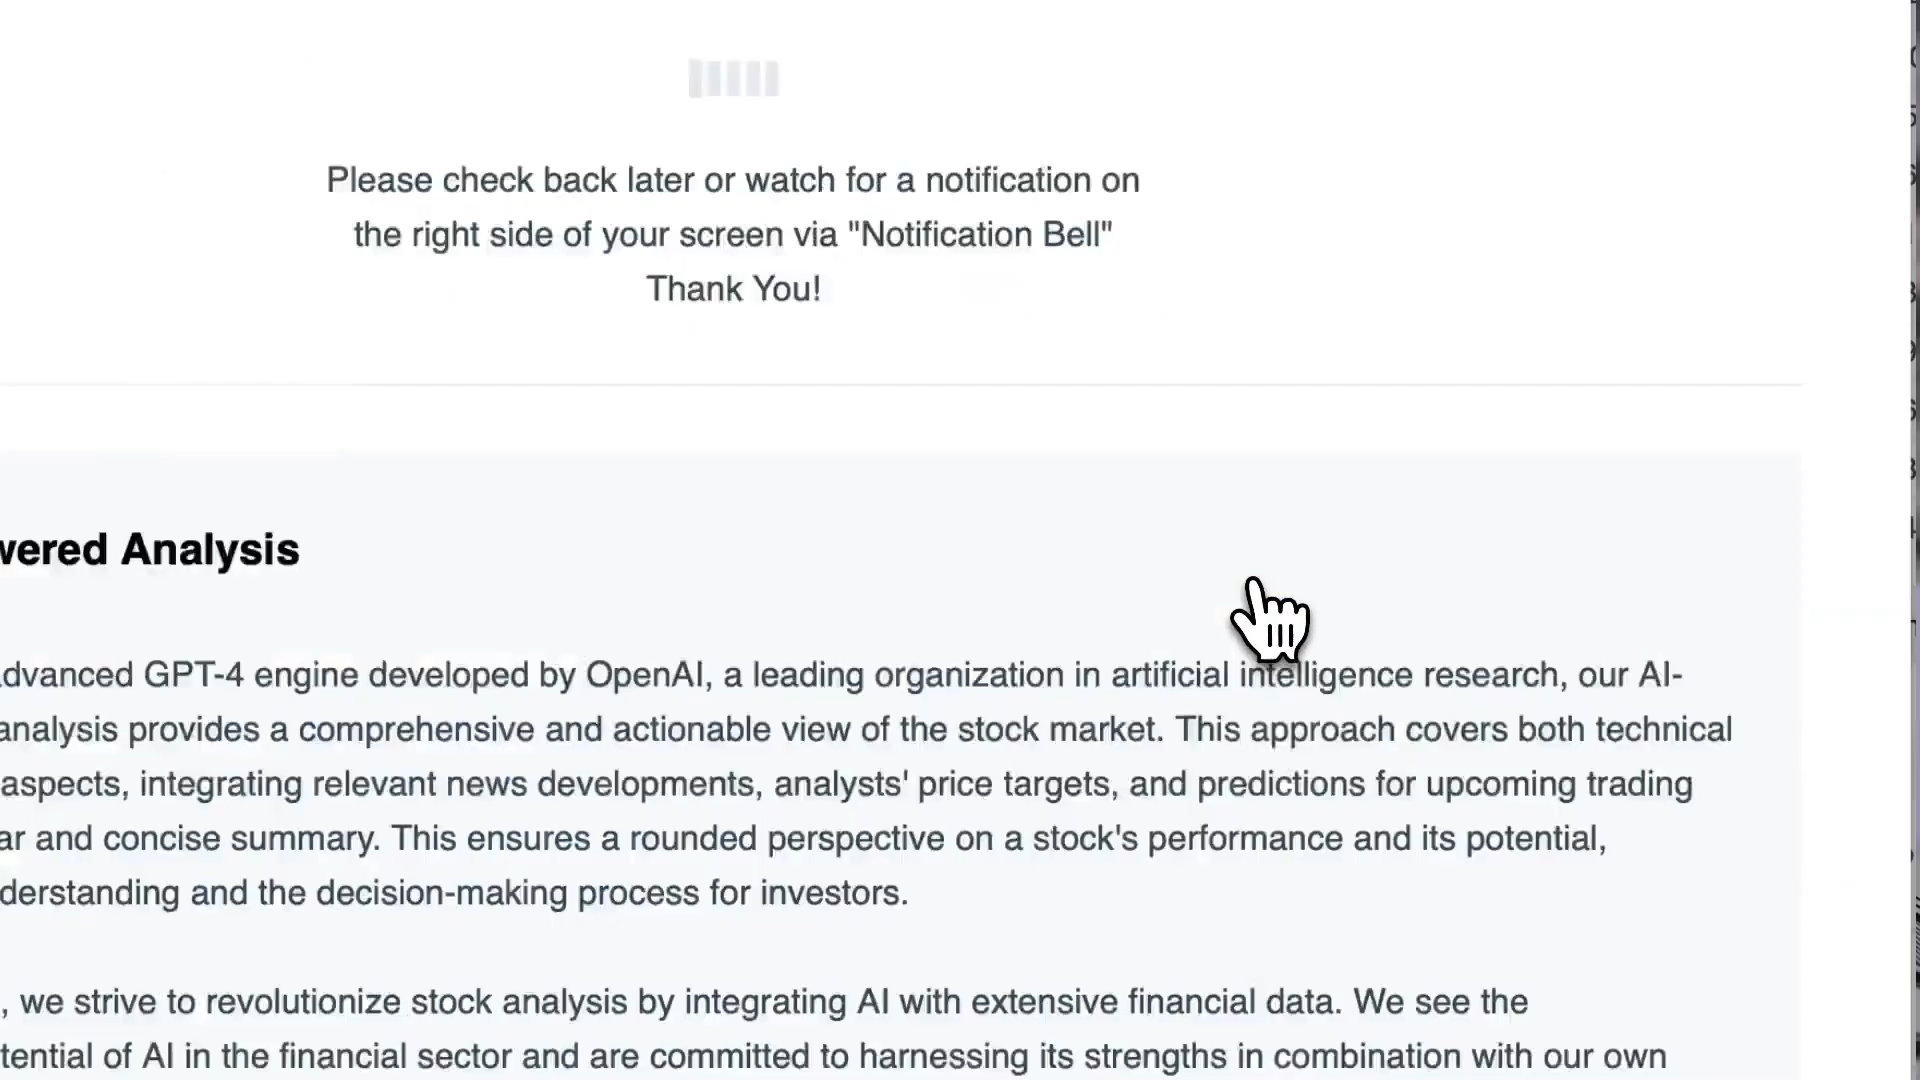 Please check back later or watch for a notification on
the right side of your screen via "Notification Bell"
Thank You!
wered Analysis
dvanced GPT-4 engine developed by OpenAI, a leading organization in artificial intelligence research, our AI-
analysis provides a comprehensive and actionable view of the stock market. This approach covers both technical
aspects, integrating relevant news developments, analysts' price targets, and predictions for upcoming trading
ar and concise summary. This ensures a rounded perspective on a stock's performance and its potential,
derstanding and the decision-making process for investors.
, we strive to revolutionize stock analysis by integrating AI with extensive financial data. We see the
tential of AI in the financial sector and are committed to harnessing its strengths in combination with our own